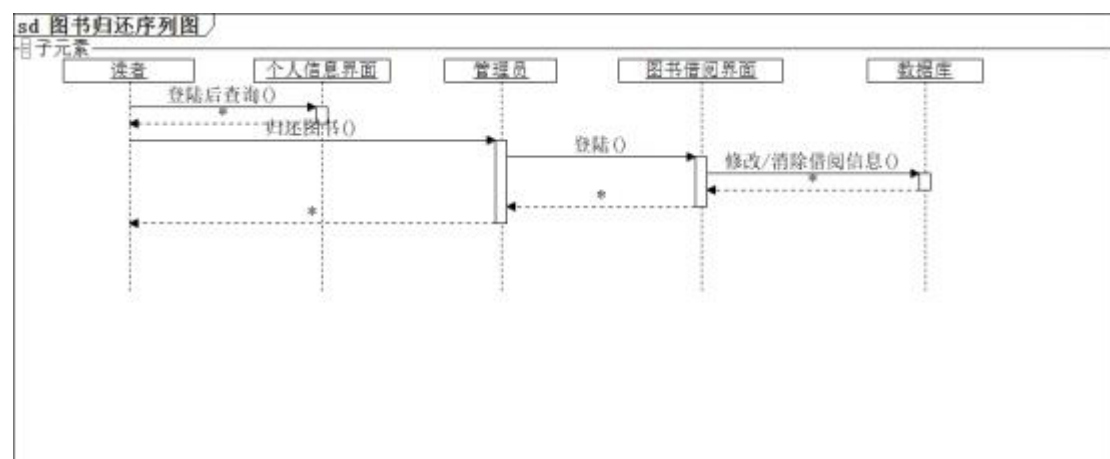 sd 图书归还序列图
子元素
读者 个人信息界面 管理员 图书借阅界面 数据库
登陆后查询()
*
归还图书()
登陆()
修改/消除借阅信息()
*
*
*